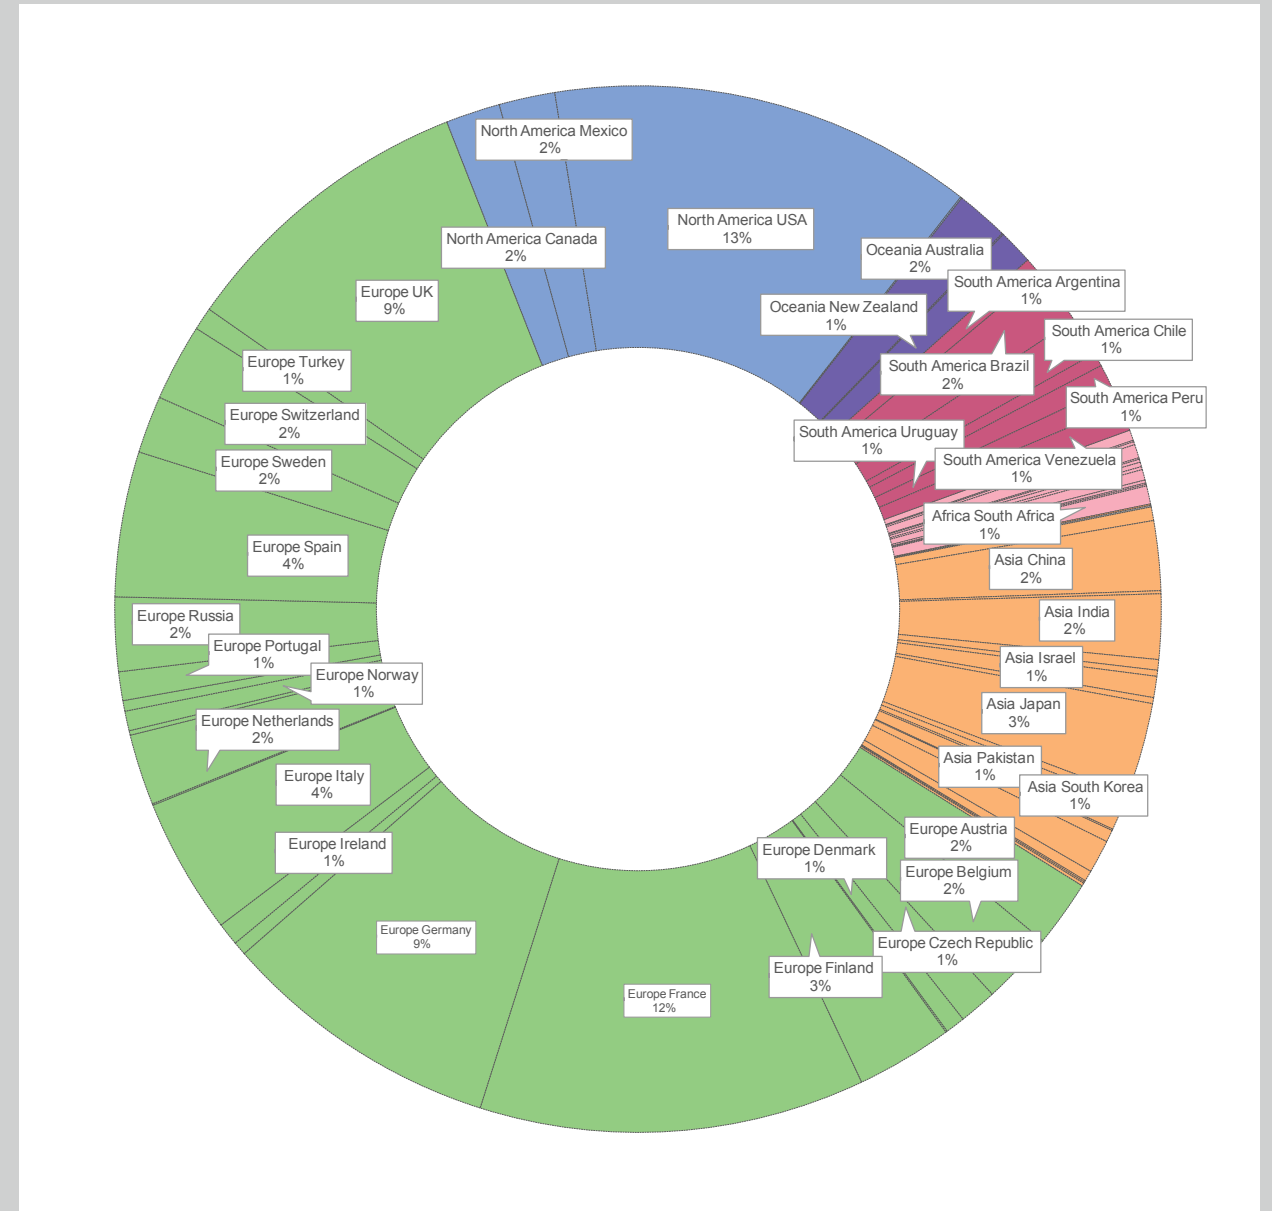 North America Mexico
2%
North America USA
13%
North America Canada
2%
Oceania Australia
2%
South America Argentina
1%
Oceania New Zealand
1%
South America Chile
1%
South America Brazil
2%
South America Peru
1%
South America Uruguay
1%
South America Venezuela
1%
Africa South Africa
1%
Asia China
2%
Asia India
2%
Asia Israel
1%
Asia Japan
3%
Asia Pakistan
1%
Asia South Korea
1%
Europe Austria
2%
Europe Belgium
2%
Europe Denmark
1%
Europe Czech Republic
1%
Europe Finland
3%
Europe France
12%
Europe Germany
9%
Europe Ireland
1%
Europe Italy
4%
Europe Netherlands
2%
Europe Norway
1%
Europe Portugal
1%
Europe Russia
2%
Europe Spain
4%
Europe Sweden
2%
Europe Switzerland
2%
Europe Turkey
1%
Europe UK
9%